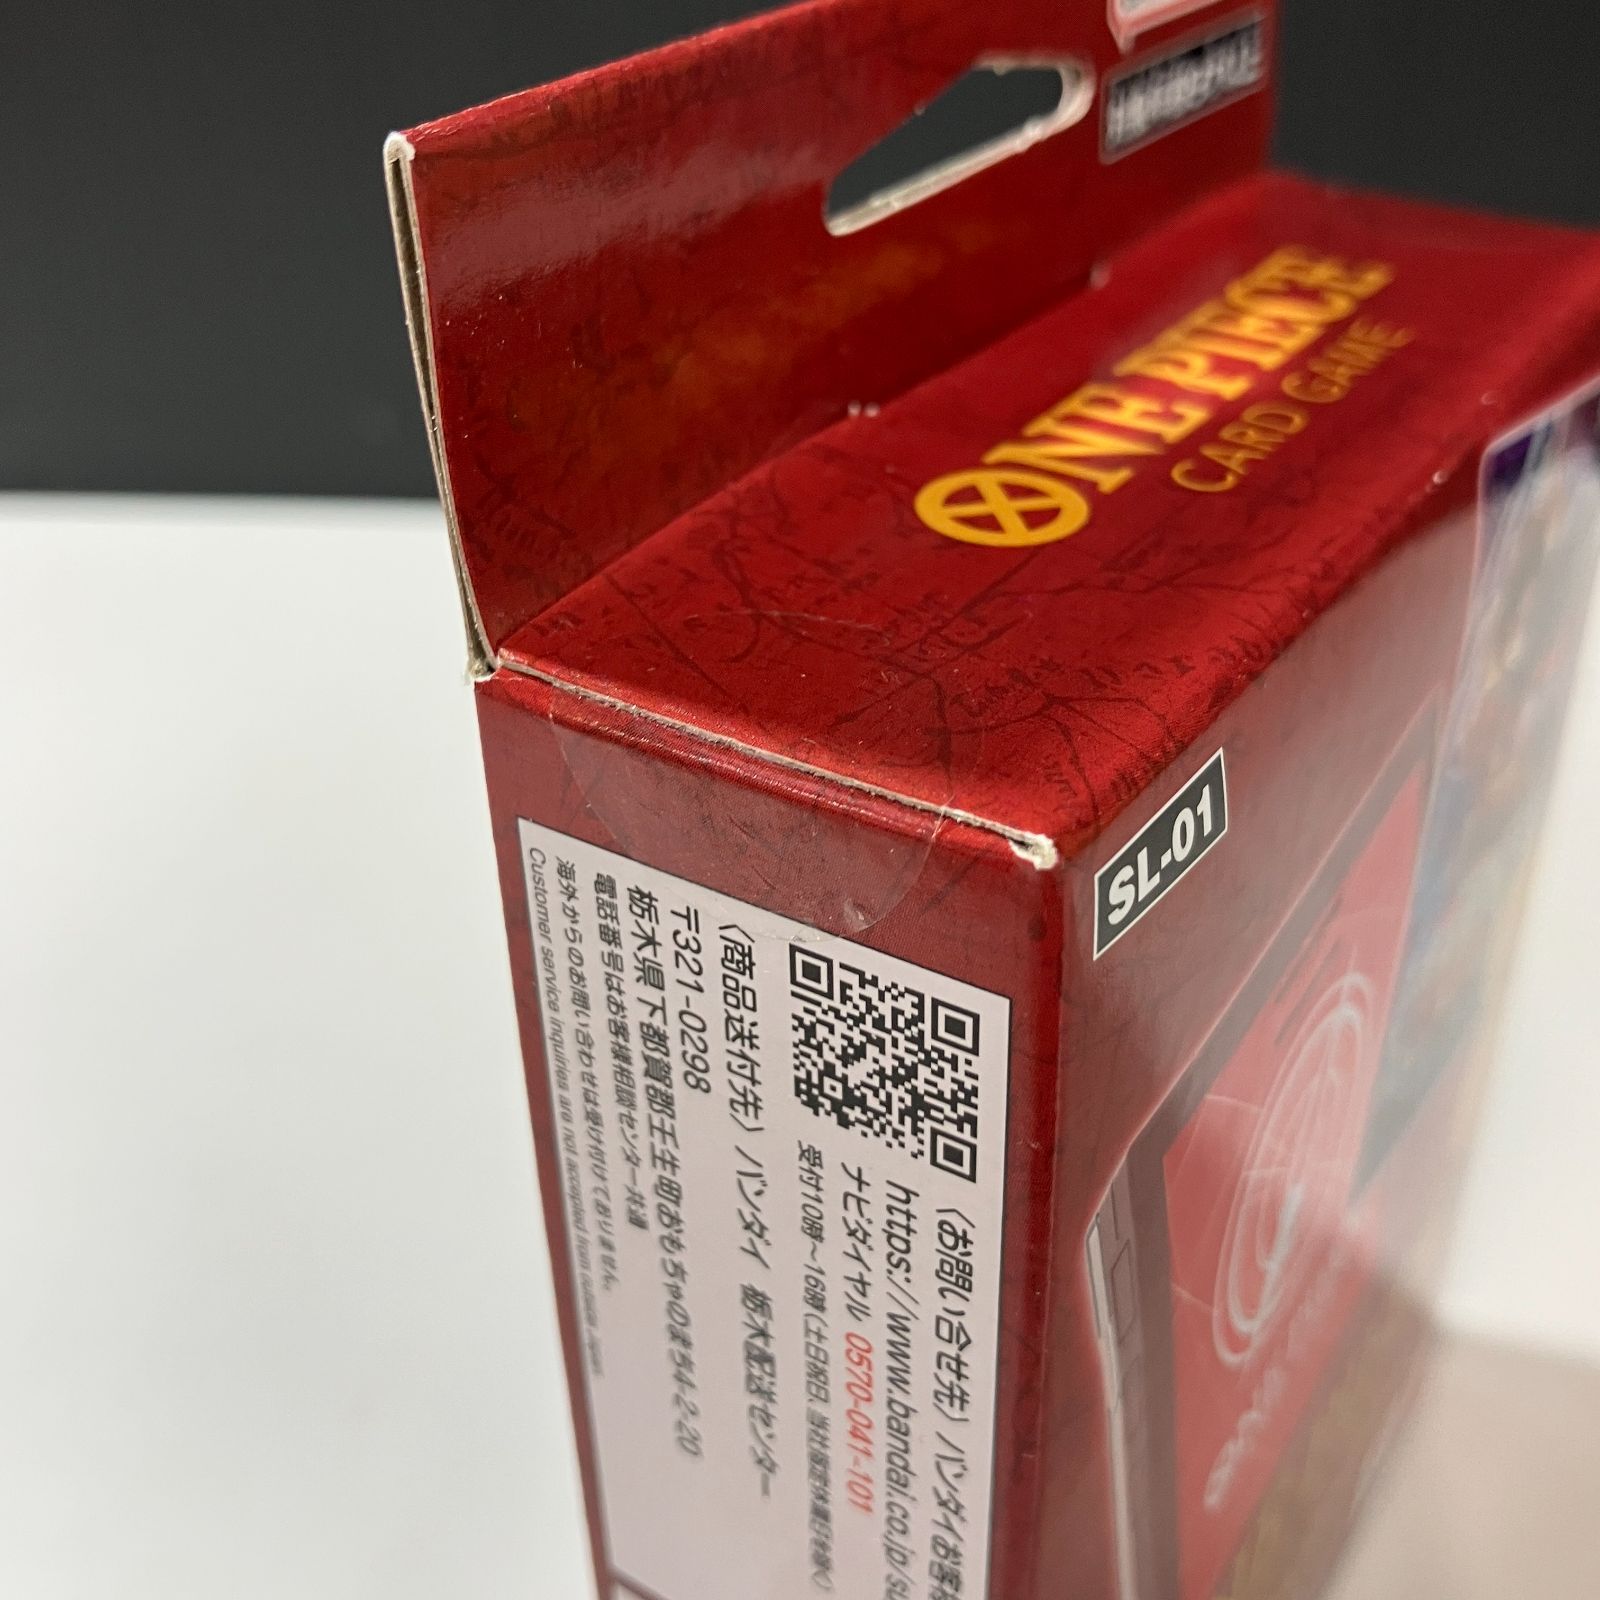 ONE PIECE
CARD GAME
SL-01
〈お問い合せ先〉バンダイお客様
https://www.bandai.co.jp/su
ナビダイヤル 0570-041-101
受付10時~16時(土日祝日、当社指定休業日を除く)
〈商品送付先〉バンダイ 栃木配送センター
〒321-0298
栃木県下都賀郡壬生町おもちゃのまち4-2-20
電話番号はお客様相談センター共通
海外からのお問い合わせは受け付けておりません。
Customer service inquiries are not accepted from outside Japan.